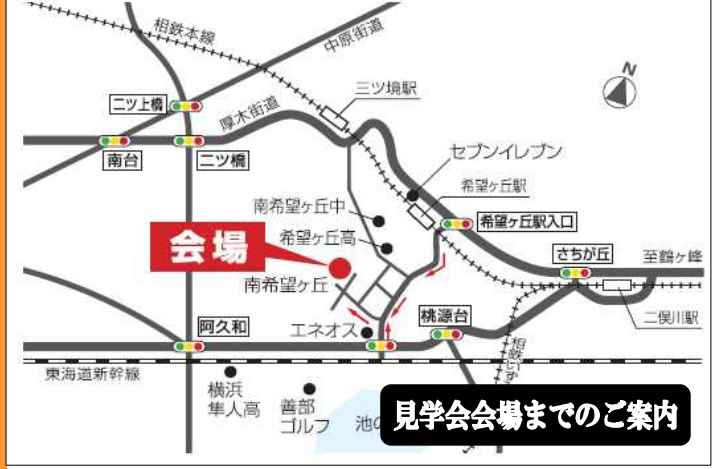 相鉄本線
中原街道
N
三ツ境駅
二ツ上橋
厚木街道
南台
二ツ橋
セブンイレブン
希望ヶ丘駅
南希望ヶ丘中
希望ヶ丘駅入口
希望ヶ丘高
会場
さちが丘
至鶴ヶ峰
南希望ヶ丘
阿久和
エネオス
桃源台
二俣川駅
相鉄いず
東海道新幹線
横浜
隼人高
善部
ゴルフ
池の
見学会会場までのご案内